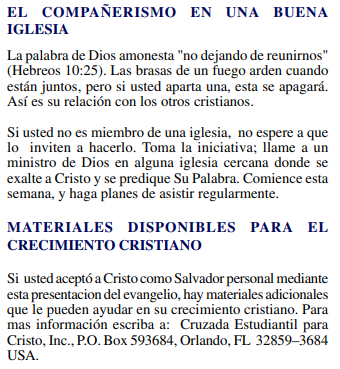 EL COMPAÑERISMO EN UNA BUENA
IGLESIA
La palabra de Dios amonesta "no dejando de reunirnos"
(Hebreos 10:25). Las brasas de un fuego arden cuando
están juntos, pero si usted aparta una, esta se apagará.
Así es su relación con los otros cristianos.
Si usted no es miembro de una iglesia, no espere a que
lo inviten a hacerlo. Toma la iniciativa; llame a un
ministro de Dios en alguna iglesia cercana donde se
exalte a Cristo y se predique Su Palabra. Comience esta
semana, y haga planes de asistir regularmente.
MATERIALES DISPONIBLES PARA EL
CRECIMIENTO CRISTIANO
Si usted aceptó a Cristo como Salvador personal mediante
esta presentacion del evangelio, hay materiales adicionales
que le pueden ayudar en su crecimiento cristiano. Para
mas información escriba a: Cruzada Estudiantil para
Cristo, Inc., P.O. Box 593684, Orlando, FL 32859–3684
USA.